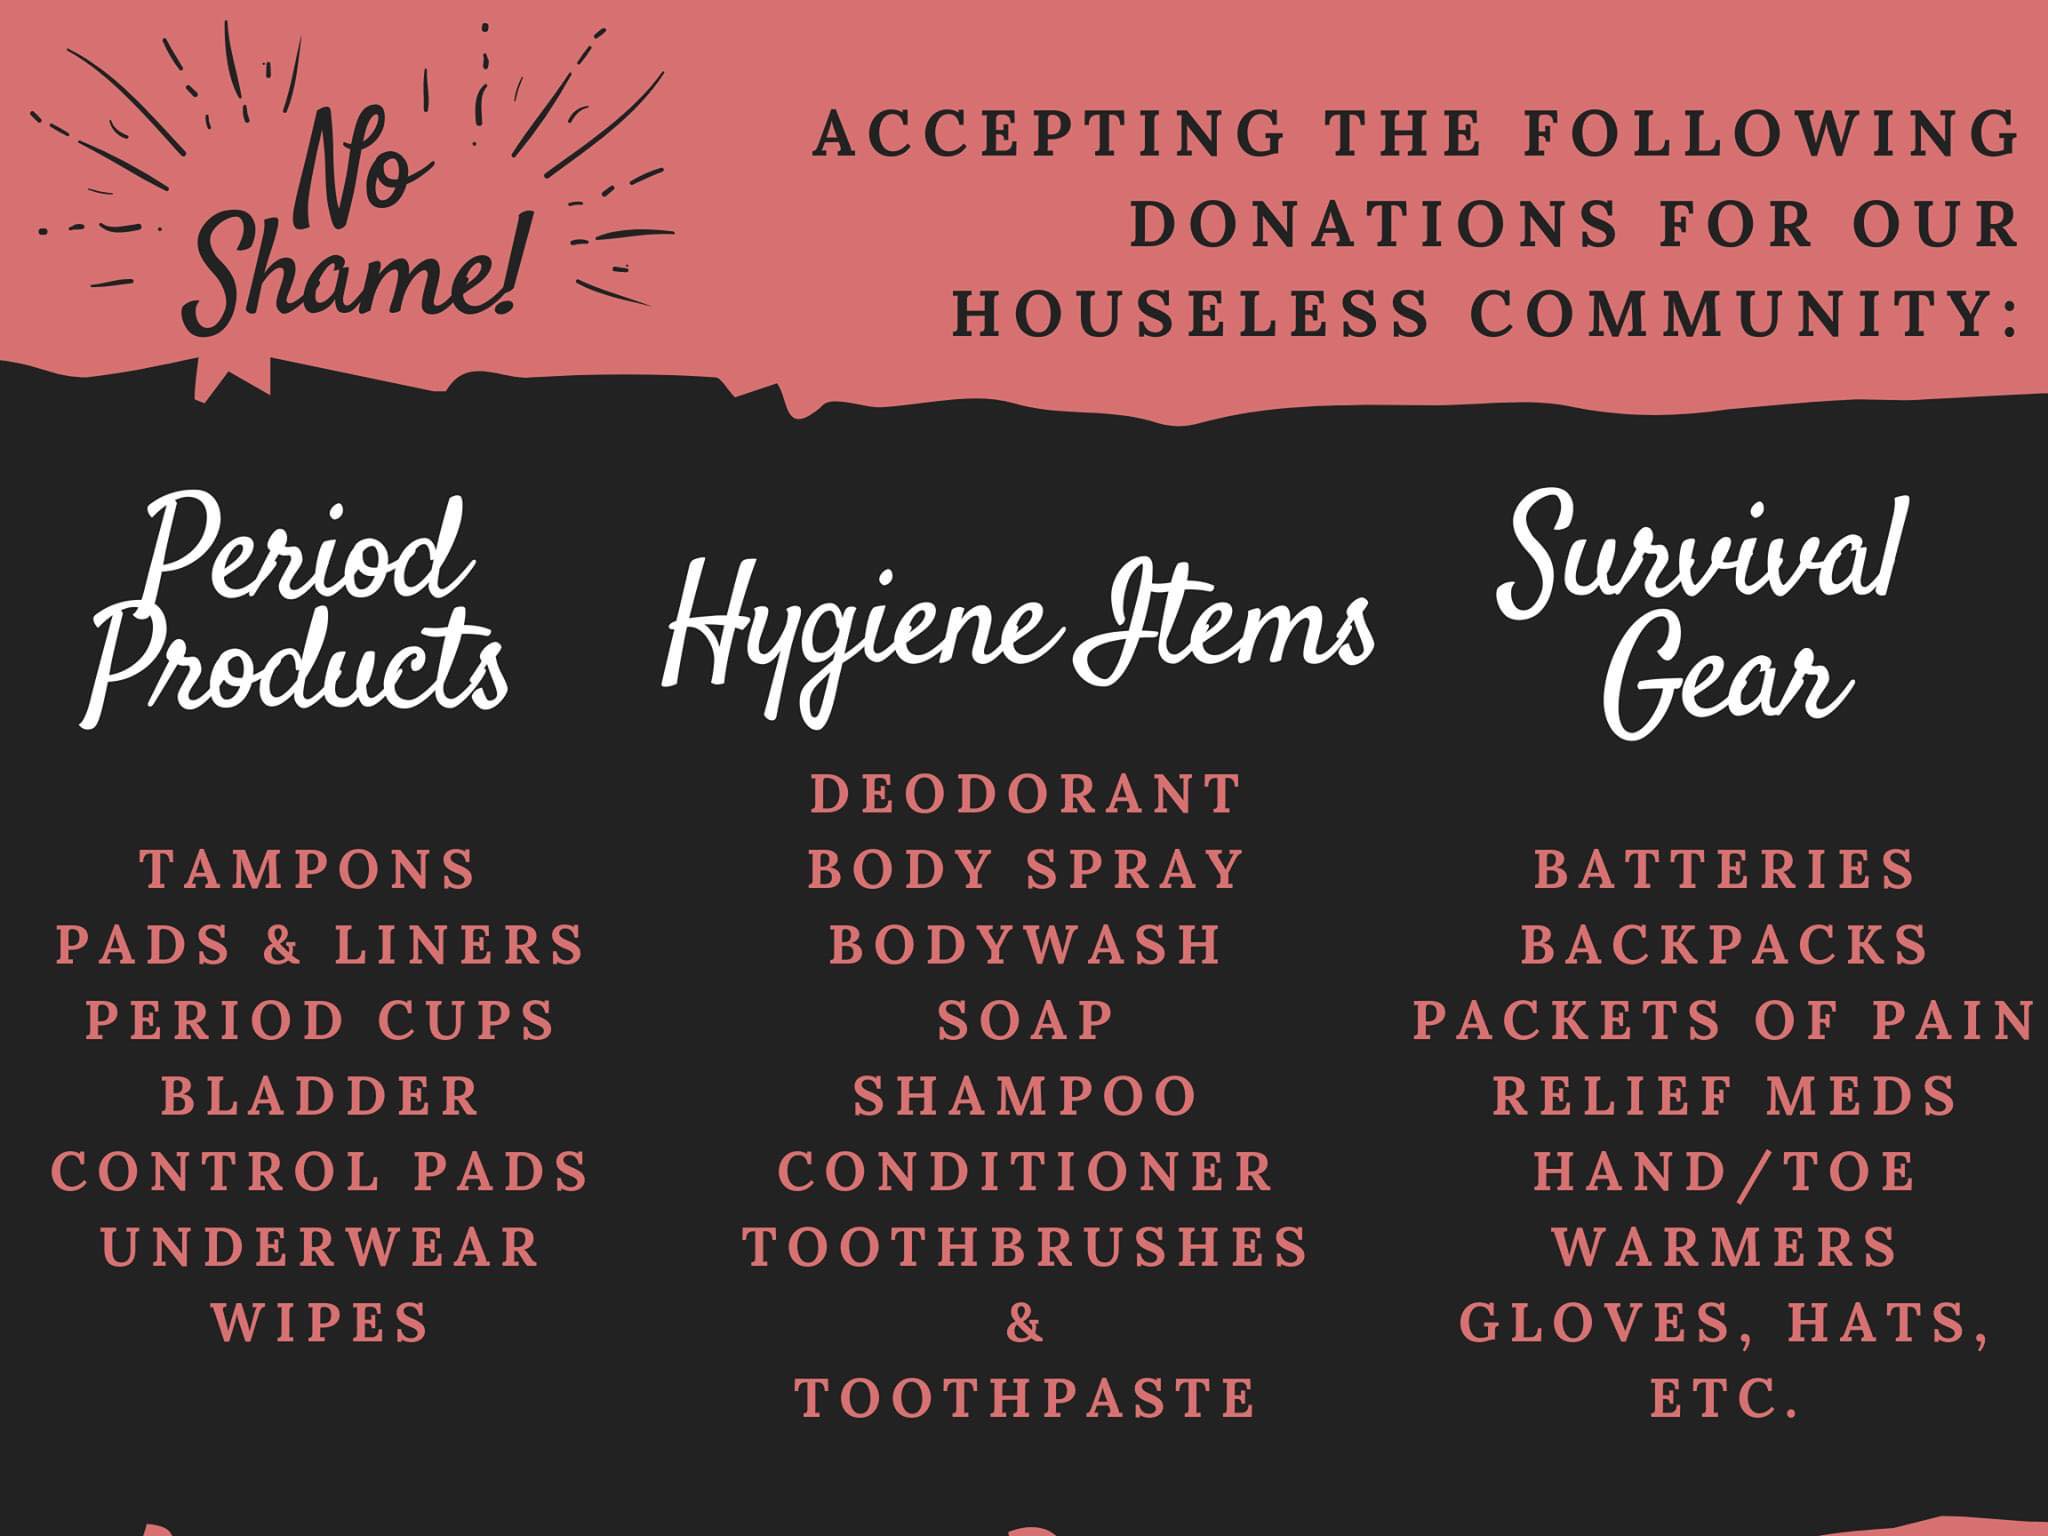 No
Shame!
ACCEPTING THE FOLLOWING
DONATIONS FOR OUR
HOUSELESS COMMUNITY:
Period
Products
TAMPONS
PADS & LINERS
PERIOD CUPS
BLADDER
CONTROL PADS
UNDERWEAR
WIPES
Hygiene Items
DEODORANT
BODY SPRAY
BODYWASH
SOAP
SHAMPOO
CONDITIONER
TOOTHBRUSHES
&
TOOTHPASTE
Survival
Gear
BATTERIES
BACKPACKS
PACKETS OF PAIN
RELIEF MEDS
HAND/TOE
WARMERS
GLOVES, HATS,
ETC.